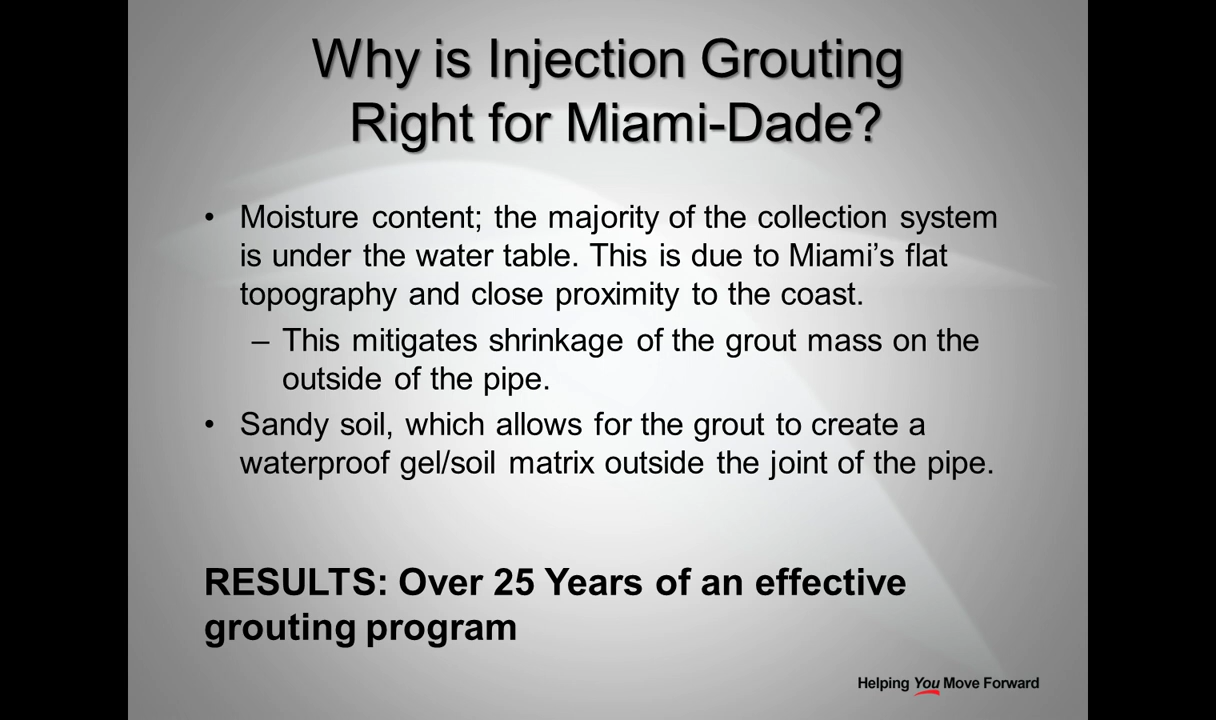 Why is Injection Grouting
Right for Miami-Dade?
• Moisture content; the majority of the collection system
is under the water table. This is due to Miami’s flat
topography and close proximity to the coast.
– This mitigates shrinkage of the grout mass on the
outside of the pipe.
• Sandy soil, which allows for the grout to create a
waterproof gel/soil matrix outside the joint of the pipe.
RESULTS: Over 25 Years of an effective
grouting program
Helping You Move Forward